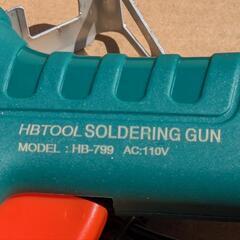 HBTOOL SOLDERING GUN
MODEL : HB-799 AC:110V